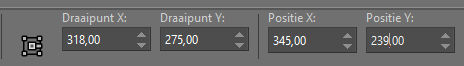 Draaipunt X: Draaipunt Y: Positie X: Positie Y:
318,00 275,00 345,00 239,00